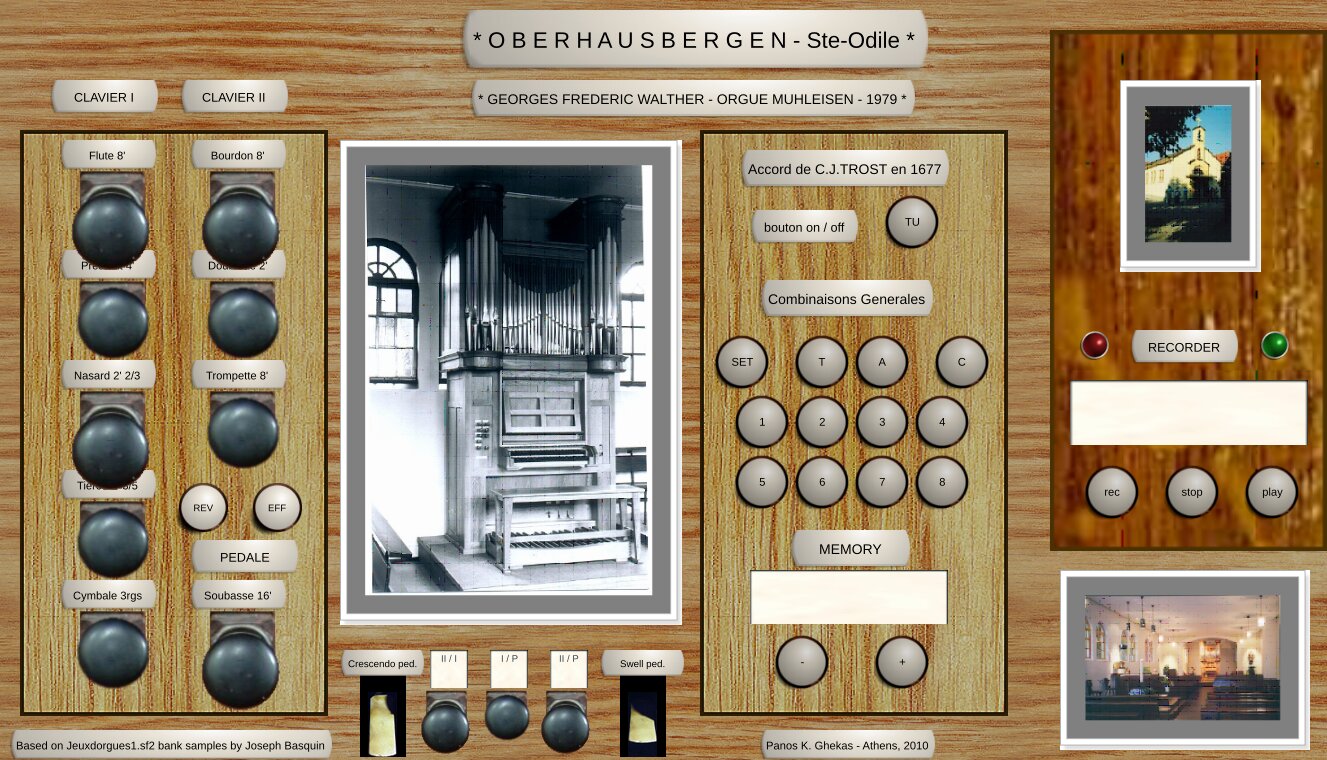 * O B E R H A U S B E R G E N - Ste-Odile *
* GEORGES FREDERIC WALTHER - ORGUE MUHLEISEN - 1979 *
CLAVIER I
CLAVIER II
Flute 8'
Bourdon 8'
Nasard 2' 2/3
Trompette 8'
REV
EFF
PEDALE
Cymbale 3rgs
Soubasse 16'
Crescendo ped.
II / I
I / P
II / P
Swell ped.
Based on Jeuxdorgues1.sf2 bank samples by Joseph Basquin
Accord de C.J.TROST en 1677
bouton on / off
TU
Combinaisons Generales
SET
T
A
C
1
2
3
4
5
6
7
8
MEMORY
-
+
Panos K. Ghekas - Athens, 2010
RECORDER
rec
stop
play